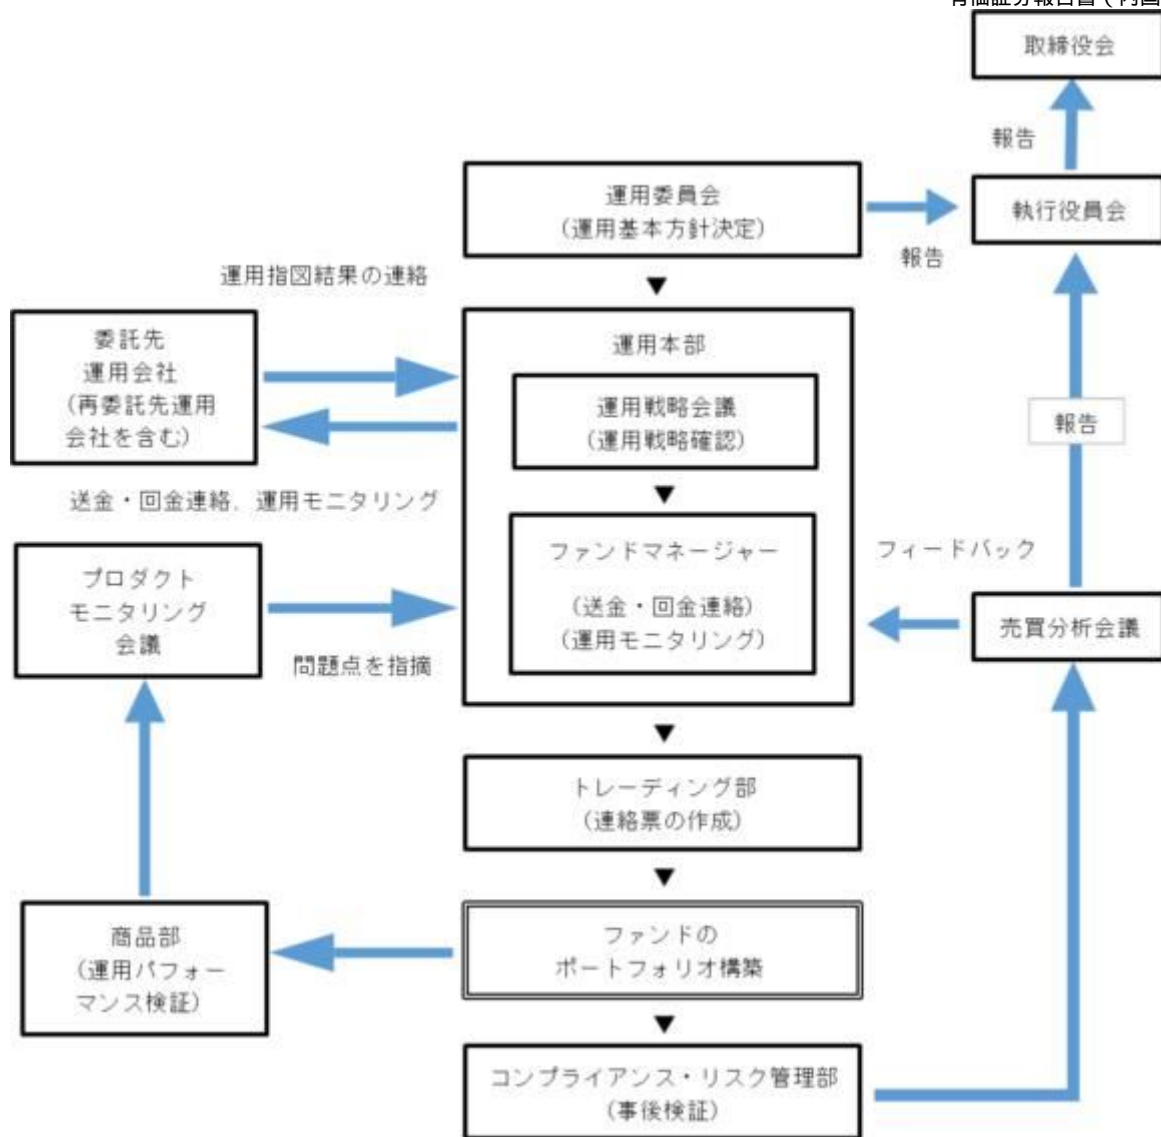 有価証券報告書(内国
取締役会
報告
運用委員会
(運用基本方針決定)
執行役員会
報告
運用指図結果の連絡
委託先
運用会社
(再委託先運用
会社を含む)
運用本部
運用戦略会議
(運用戦略確認)
報告
送金・回金連絡、運用モニタリング
ファンドマネージャー
(送金・回金連絡)
(運用モニタリング)
フィードバック
プロダクト
モニタリング
会議
問題点を指摘
売買分析会議
トレーディング部
(連絡票の作成)
商品部
(運用パフォー
マンス検証)
ファンドの
ポートフォリオ構築
コンプライアンス・リスク管理部
(事後検証)